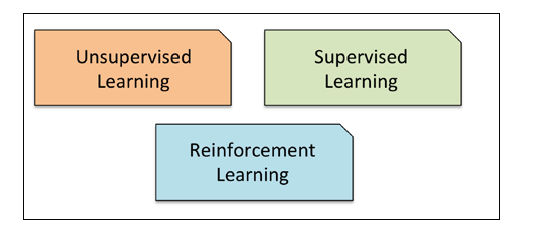 Unsupervised
Learning
Supervised
Learning
Reinforcement
Learning